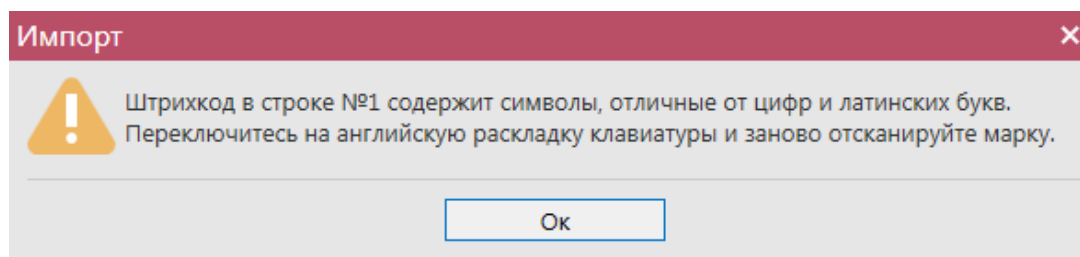 Импорт
Штрихкод в строке №1 содержит символы, отличные от цифр и латинских букв.
Переключитесь на английскую раскладку клавиатуры и заново отсканируйте марку.
Ок